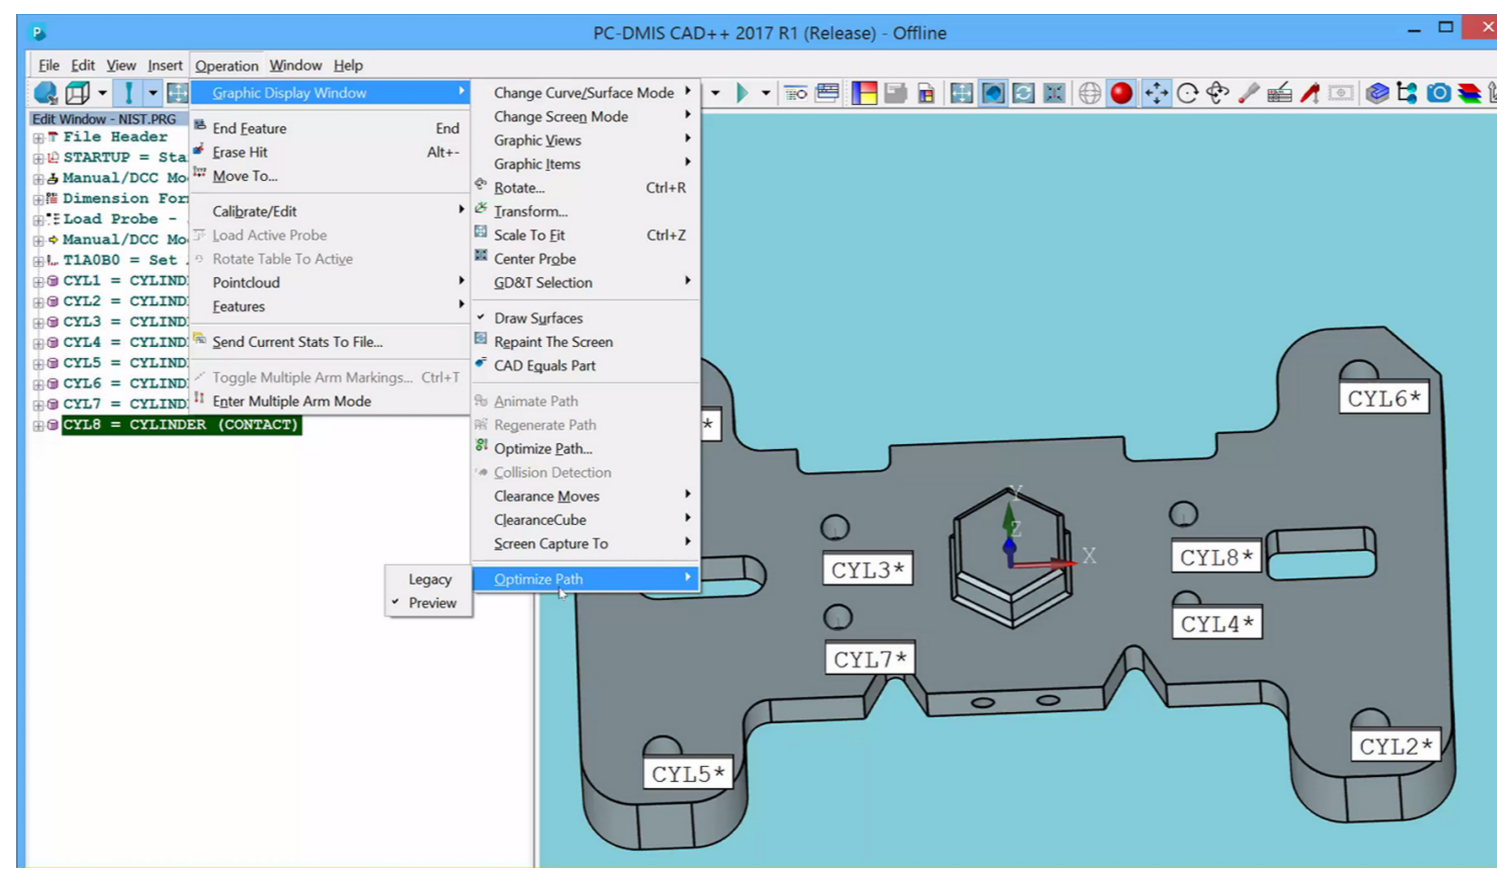 PC-DMIS CAD++ 2017 R1 (Release) - Offline
File Edit View Insert Operation Window Help
Edit Window - NIST.PRG
File Header
STARTUP = Sta
Manual/DCC Mo
Dimension For
Load Probe -
Manual/DCC Mo
T1A0B0 = Set
CYL1 = CYLIND
CYL2 = CYLIND
CYL3 = CYLIND
CYL4 = CYLIND
CYL5 = CYLIND
CYL6 = CYLIND
CYL7 = CYLIND
CYL8 = CYLINDER (CONTACT)
Graphic Display Window
End Feature End
Erase Hit Alt+-
Move To...
Calibrate/Edit
Load Active Probe
Rotate Table To Active
Pointcloud
Features
Send Current Stats To File...
Toggle Multiple Arm Markings... Ctrl+T
Enter Multiple Arm Mode
Change Curve/Surface Mode
Change Screen Mode
Graphic Views
Graphic Items
Rotate... Ctrl+R
Transform...
Scale To Fit Ctrl+Z
Center Probe
GD&T Selection
Draw Surfaces
Repaint The Screen
CAD Equals Part
Animate Path
Regenerate Path
Optimize Path...
Collision Detection
Clearance Moves
ClearanceCube
Screen Capture To
Optimize Path
Legacy
Preview
CYL6*
*
Y
Z
X
CYL3*
CYL8*
CYL4*
CYL7*
CYL2*
CYL5*